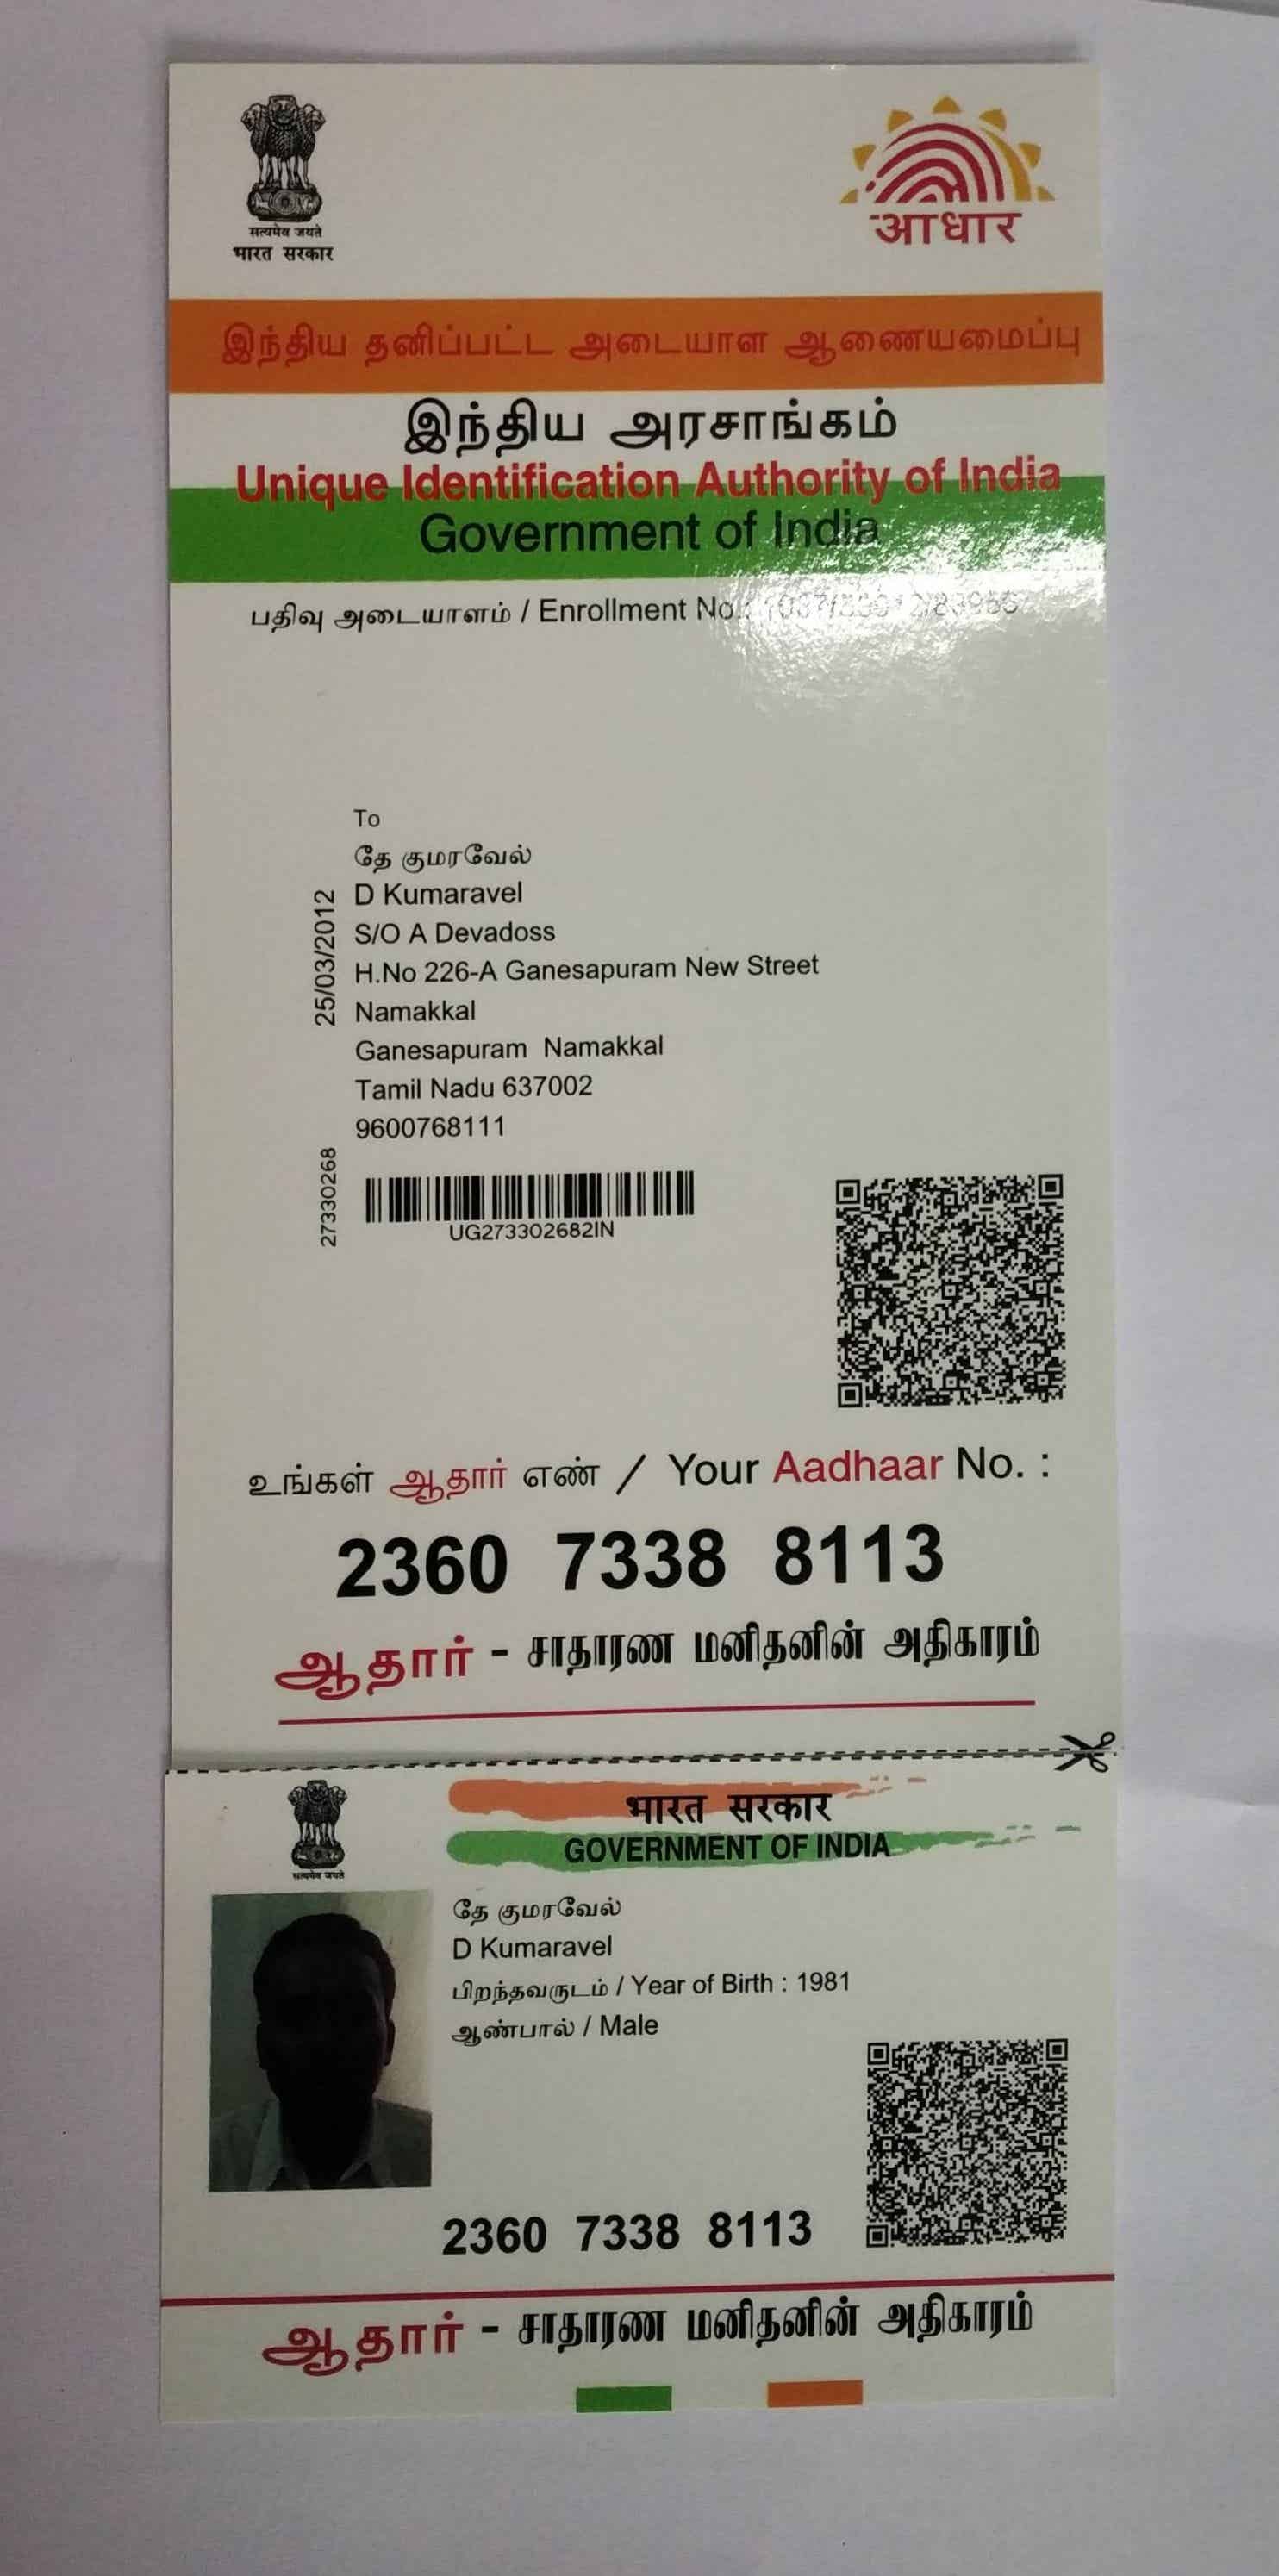 सत्यमेव जयते
भारत सरकार
आधार
இந்திய தனிப்பட்ட அடையாள ஆணையமைப்பு
இந்திய அரசாங்கம்
Unique Identification Authority of India
Government of India
பதிவு அடையாளம் / Enrollment No.:
To
தே குமரவேல்
D Kumaravel
S/O A Devadoss
H.No 226-A Ganesapuram New Street
Namakkal
Ganesapuram Namakkal
Tamil Nadu 637002
9600768111
25/03/2012
27330268
UG273302682IN
உங்கள் ஆதார் எண் / Your Aadhaar No. :
2360 7338 8113
ஆதார் - சாதாரண மனிதனின் அதிகாரம்
सत्यमेव जयते
भारत सरकार
GOVERNMENT OF INDIA
தே குமரவேல்
D Kumaravel
பிறந்தவருடம் / Year of Birth : 1981
ஆண்பால் / Male
2360 7338 8113
ஆதார் - சாதாரண மனிதனின் அதிகாரம்